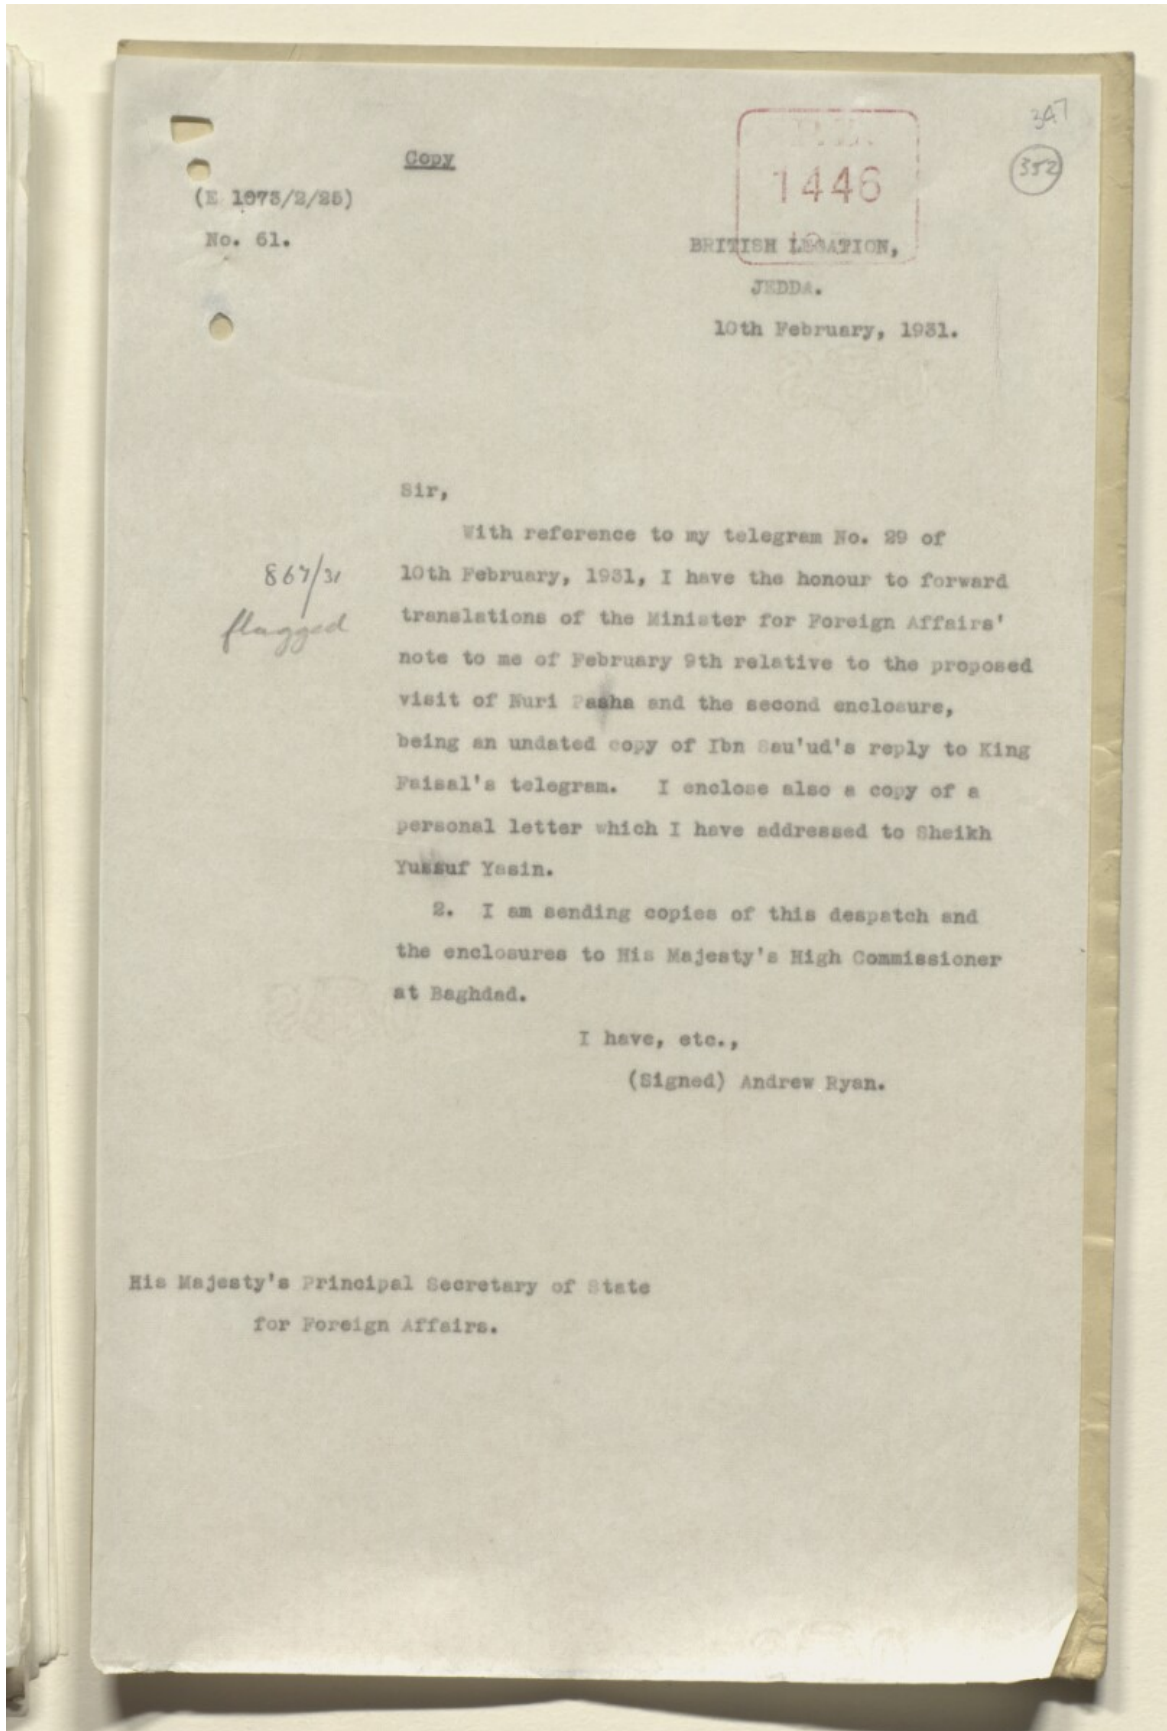 347
352
Copy
1446
(E 1073/2/25)
No. 61.
BRITISH LEGATION,
JEDDA.
10th February, 1931.
Sir,
With reference to my telegram No. 29 of
867/31
10th February, 1931, I have the honour to forward
flagged
translations of the Minister for Foreign Affairs'
note to me of February 9th relative to the proposed
visit of Nuri Pasha and the second enclosure,
being an undated copy of Ibn Sau'ud's reply to King
Faisal's telegram. I enclose also a copy of a
personal letter which I have addressed to Sheikh
Yussuf Yasin.
2. I am sending copies of this despatch and
the enclosures to His Majesty's High Commissioner
at Baghdad.
I have, etc.,
(Signed) Andrew Ryan.
His Majesty's Principal Secretary of State
for Foreign Affairs.